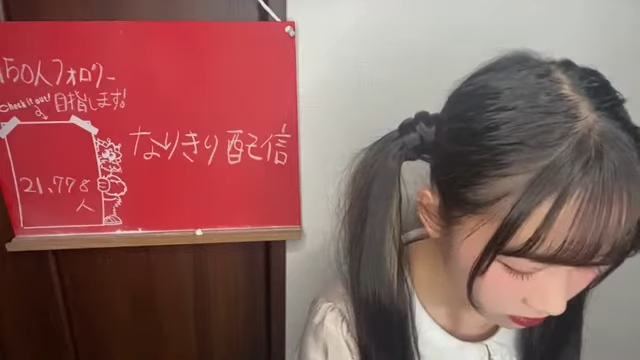 150人フォロワー
check it out!
目指します!
なりきり配信
21,778
人